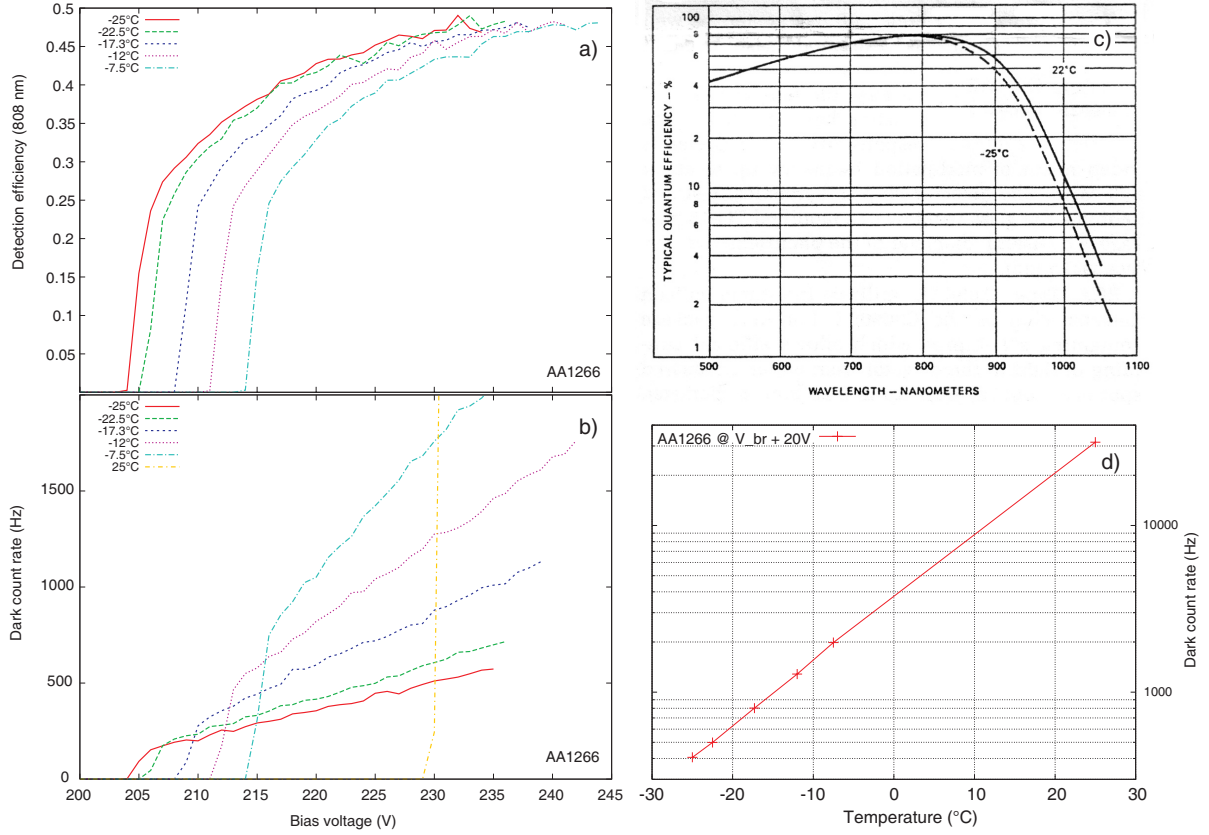 -25°C
-22.5°C
-17.3°C
-12°C
-7.5°C
a)
0.5
0.45
0.4
0.35
0.3
0.25
0.2
0.15
0.1
0.05
Detection efficiency (808 nm)
AA1266
-25°C
-22.5°C
-17.3°C
-12°C
-7.5°C
25°C
b)
1500
1000
500
0
Dark count rate (Hz)
AA1266
200
205
210
215
220
225
230
235
240
245
Bias voltage (V)
c)
100
8
6
4
2
10
8
6
4
2
1
TYPICAL QUANTUM EFFICIENCY – %
22°C
-25°C
500
600
700
800
900
1000
1100
WAVELENGTH – NANOMETERS
AA1266 @ V_br + 20V
d)
10000
1000
Dark count rate (Hz)
-30
-20
-10
0
10
20
30
Temperature (°C)